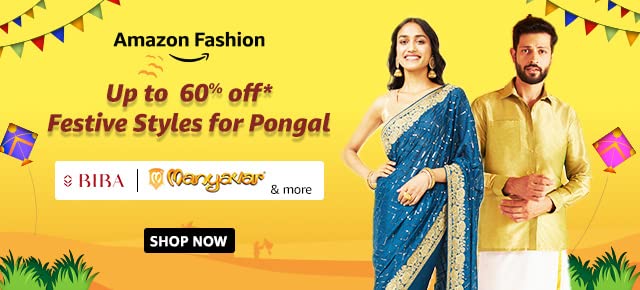 Amazon Fashion
Up to 60% off*
Festive Styles for Pongal
BIBA | Manyavar & more
SHOP NOW